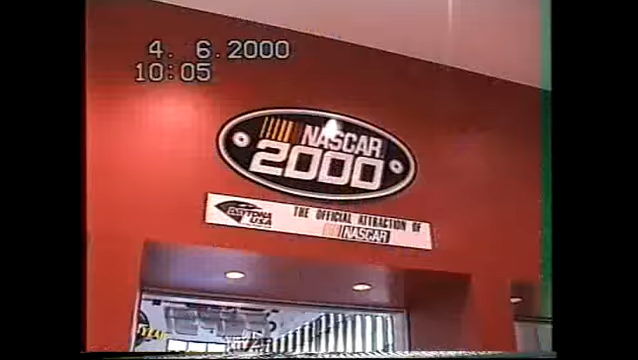 4. 6.2000
10:05
NASCAR
2000
DAYTONA
USA
THE OFFICIAL ATTRACTION OF
NASCAR